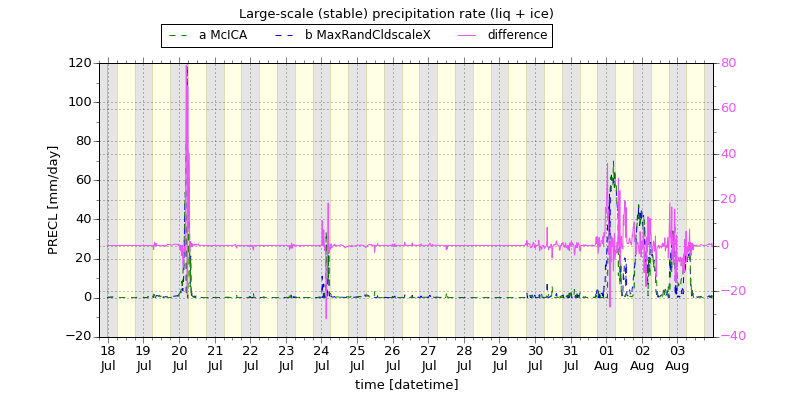 Large-scale (stable) precipitation rate (liq + ice)
a McICA b MaxRandCldscaleX difference
120
100
80
60
40
20
0
−20
PRECL [mm/day]
80
60
40
20
0
−20
−40
18 19 20 21 22 23 24 25 26 27 28 29 30 31 01 02 03
Jul Jul Jul Jul Jul Jul Jul Jul Jul Jul Jul Jul Jul Jul Aug Aug Aug
time [datetime]